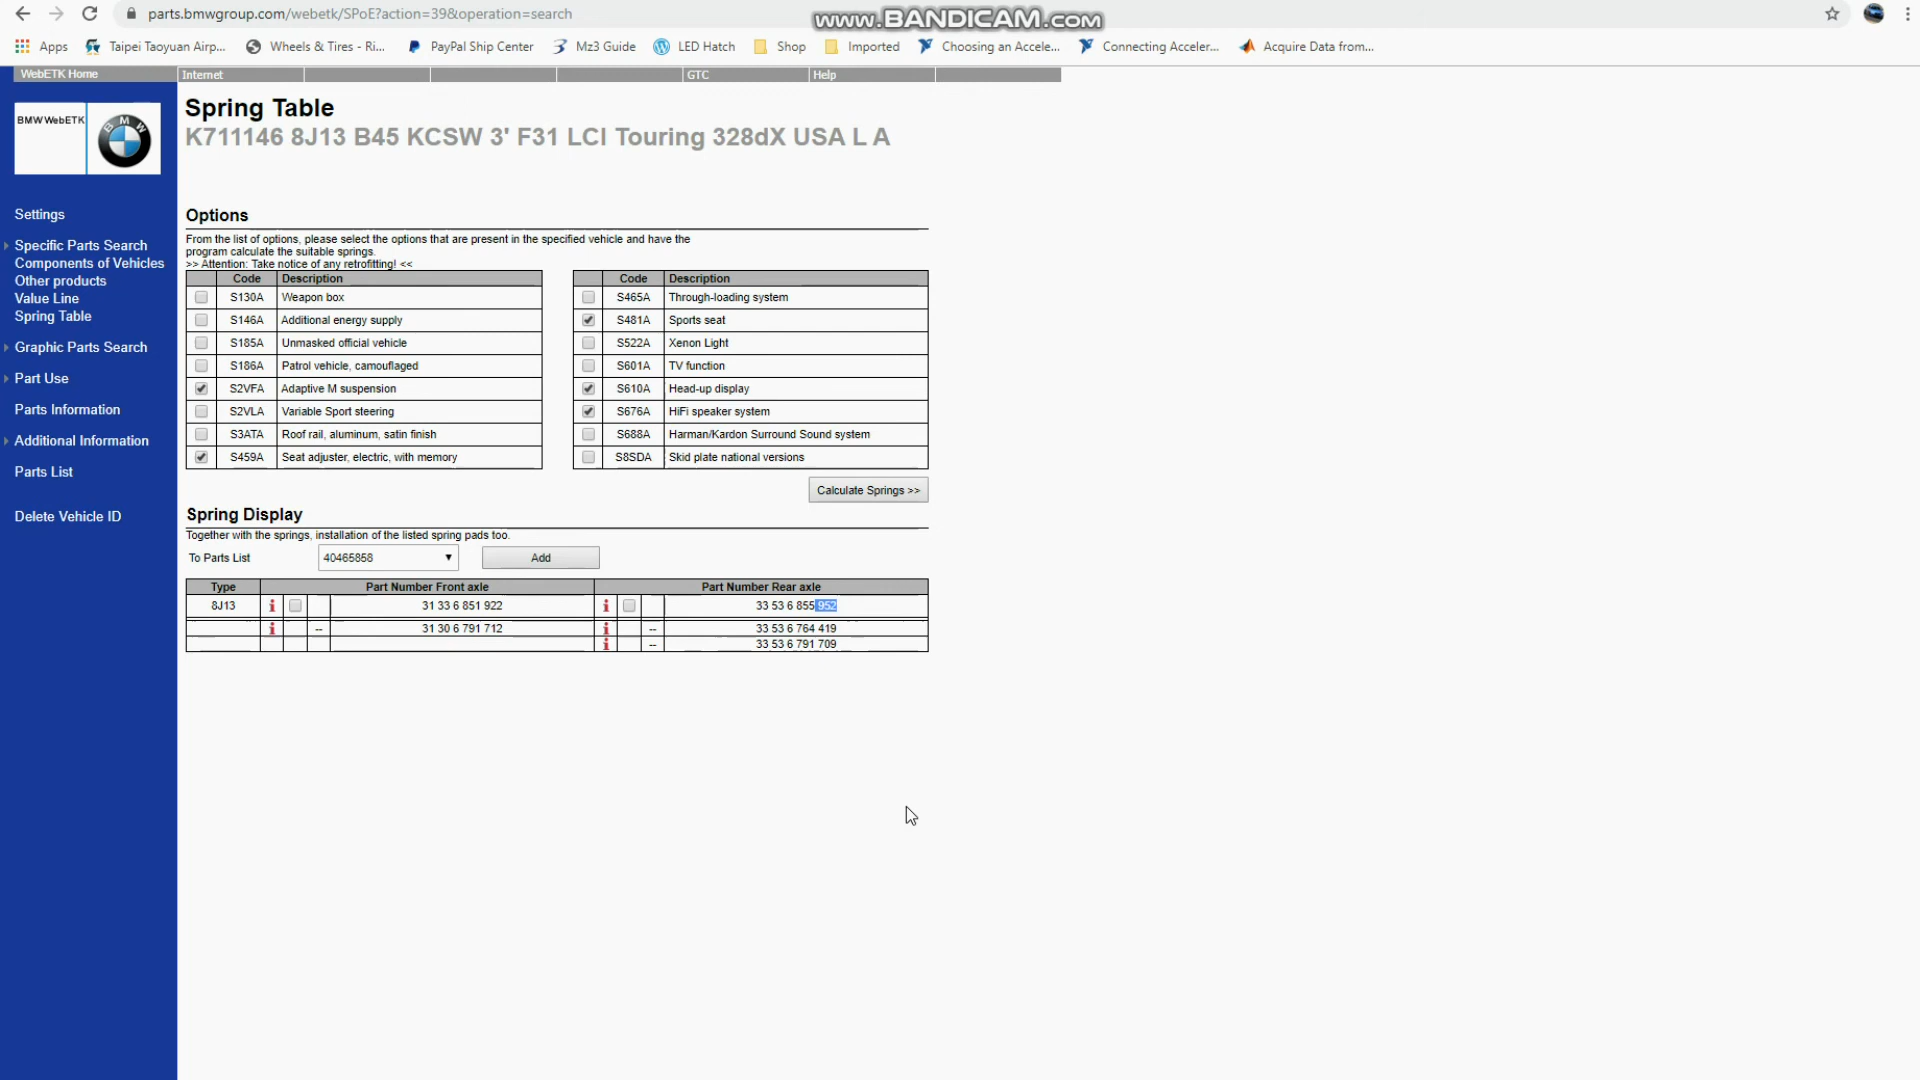 parts.bmwgroup.com/webetk/SPoE?action=39&operation=search
www.BANDICAM.com
Apps Taipei Taoyuan Airp... Wheels & Tires - Ri... PayPal Ship Center Mz3 Guide LED Hatch Shop Imported Choosing an Accele... Connecting Acceler... Acquire Data from...
WebETK Home Internet GTC Help
BMW WebETK
BMW
Spring Table
K711146 8J13 B45 KCSW 3' F31 LCI Touring 328dX USA L A
Settings
Specific Parts Search
Components of Vehicles
Other products
Value Line
Spring Table
Graphic Parts Search
Part Use
Parts Information
Additional Information
Parts List
Delete Vehicle ID
Options
From the list of options, please select the options that are present in the specified vehicle and have the
program calculate the suitable springs.
>> Attention: Take notice of any retrofitting! <<
Code Description
S130A Weapon box
S146A Additional energy supply
S185A Unmasked official vehicle
S186A Patrol vehicle, camouflaged
S2VFA Adaptive M suspension
S2VLA Variable Sport steering
S3ATA Roof rail, aluminum, satin finish
S459A Seat adjuster, electric, with memory
Code Description
S465A Through-loading system
S481A Sports seat
S522A Xenon Light
S601A TV function
S610A Head-up display
S676A HiFi speaker system
S688A Harman/Kardon Surround Sound system
S8SDA Skid plate national versions
Calculate Springs >>
Spring Display
Together with the springs, installation of the listed spring pads too.
To Parts List 40465858 Add
Type Part Number Front axle Part Number Rear axle
8J13 i 31 33 6 851 922 i 33 53 6 855 952
i -- 31 30 6 791 712 i -- 33 53 6 764 419
i -- 33 53 6 791 709